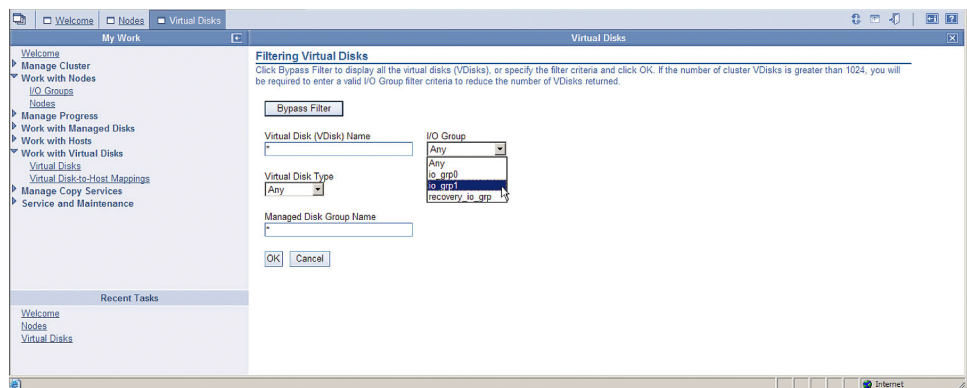 Welcome
Nodes
Virtual Disks
My Work
Virtual Disks
Welcome
Manage Cluster
Work with Nodes
I/O Groups
Nodes
Manage Progress
Work with Managed Disks
Work with Hosts
Work with Virtual Disks
Virtual Disks
Virtual Disk-to-Host Mappings
Manage Copy Services
Service and Maintenance
Recent Tasks
Welcome
Nodes
Virtual Disks
Filtering Virtual Disks
Click Bypass Filter to display all the virtual disks (VDisks), or specify the filter criteria and click OK. If the number of cluster VDisks is greater than 1024, you will
be required to enter a valid I/O Group filter criteria to reduce the number of VDisks returned.
Bypass Filter
Virtual Disk (VDisk) Name
*
I/O Group
Any
Any
io_grp0
io_grp1
recovery_io_grp
Virtual Disk Type
Any
Managed Disk Group Name
*
OK
Cancel
Internet